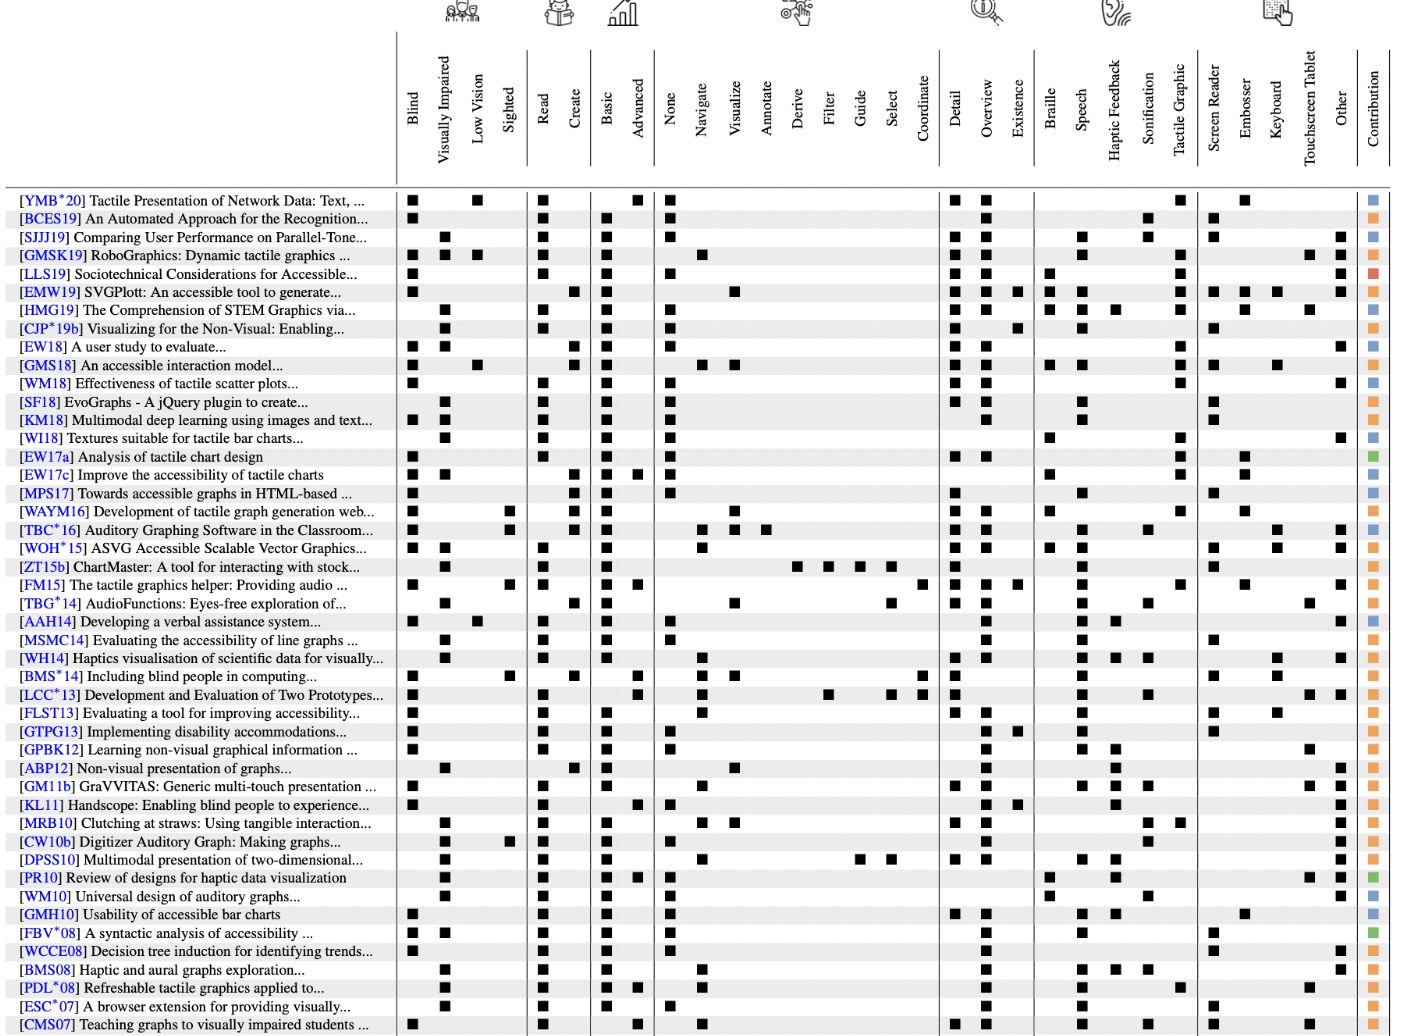 Blind
Visually Impaired
Low Vision
Sighted
Read
Create
Basic
Advanced
None
Navigate
Visualize
Annotate
Derive
Filter
Guide
Select
Coordinate
Detail
Overview
Existence
Braille
Speech
Haptic Feedback
Sonification
Tactile Graphic
Screen Reader
Embosser
Keyboard
Touchscreen Tablet
Other
Contribution
[YMB*20] Tactile Presentation of Network Data: Text, ...
[BCES19] An Automated Approach for the Recognition...
[SJJJ19] Comparing User Performance on Parallel-Tone...
[GMSK19] RoboGraphics: Dynamic tactile graphics ...
[LLS19] Sociotechnical Considerations for Accessible...
[EMW19] SVGPlott: An accessible tool to generate...
[HMG19] The Comprehension of STEM Graphics via...
[CJP*19b] Visualizing for the Non-Visual: Enabling...
[EW18] A user study to evaluate...
[GMS18] An accessible interaction model...
[WM18] Effectiveness of tactile scatter plots...
[SF18] EvoGraphs - A jQuery plugin to create...
[KM18] Multimodal deep learning using images and text...
[WI18] Textures suitable for tactile bar charts...
[EW17a] Analysis of tactile chart design
[EW17c] Improve the accessibility of tactile charts
[MPS17] Towards accessible graphs in HTML-based ...
[WAYM16] Development of tactile graph generation web...
[TBC*16] Auditory Graphing Software in the Classroom...
[WOH*15] ASVG Accessible Scalable Vector Graphics...
[ZT15b] ChartMaster: A tool for interacting with stock...
[FM15] The tactile graphics helper: Providing audio ...
[TBG*14] AudioFunctions: Eyes-free exploration of...
[AAH14] Developing a verbal assistance system...
[MSMC14] Evaluating the accessibility of line graphs ...
[WH14] Haptics visualisation of scientific data for visually...
[BMS*14] Including blind people in computing...
[LCC*13] Development and Evaluation of Two Prototypes...
[FLST13] Evaluating a tool for improving accessibility...
[GTPG13] Implementing disability accommodations...
[GPBK12] Learning non-visual graphical information ...
[ABP12] Non-visual presentation of graphs...
[GM11b] GraVVITAS: Generic multi-touch presentation ...
[KL11] Handscope: Enabling blind people to experience...
[MRB10] Clutching at straws: Using tangible interaction...
[CW10b] Digitizer Auditory Graph: Making graphs...
[DPSS10] Multimodal presentation of two-dimensional...
[PR10] Review of designs for haptic data visualization
[WM10] Universal design of auditory graphs...
[GMH10] Usability of accessible bar charts
[FBV*08] A syntactic analysis of accessibility ...
[WCCE08] Decision tree induction for identifying trends...
[BMS08] Haptic and aural graphs exploration...
[PDL*08] Refreshable tactile graphics applied to...
[ESC*07] A browser extension for providing visually...
[CMS07] Teaching graphs to visually impaired students ...